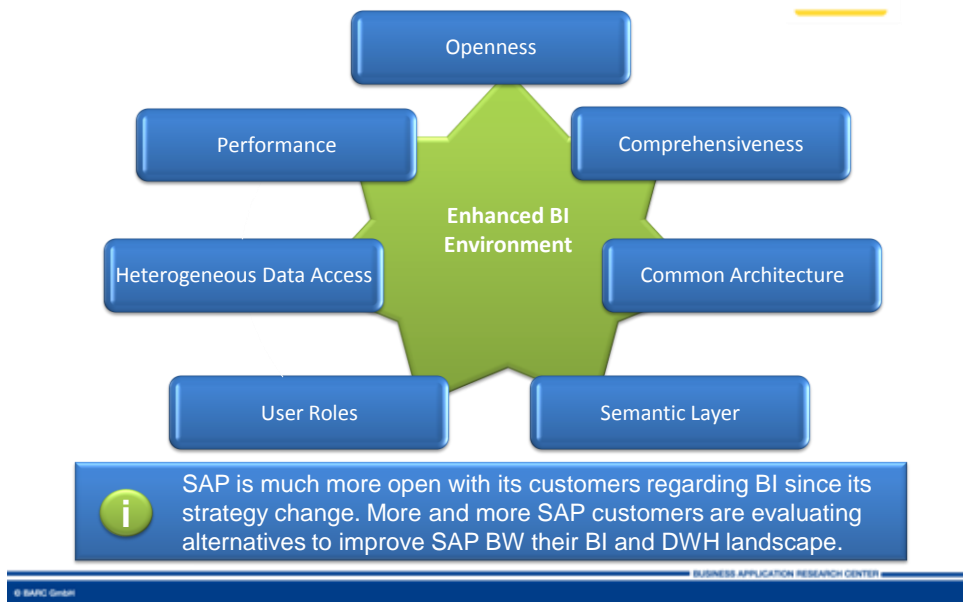 Openness
Performance
Comprehensiveness
Enhanced BI
Environment
Heterogeneous Data Access
Common Architecture
User Roles
Semantic Layer
i
SAP is much more open with its customers regarding BI since its
strategy change. More and more SAP customers are evaluating
alternatives to improve SAP BW their BI and DWH landscape.
BUSINESS APPLICATION RESEARCH CENTER
© BARC GmbH